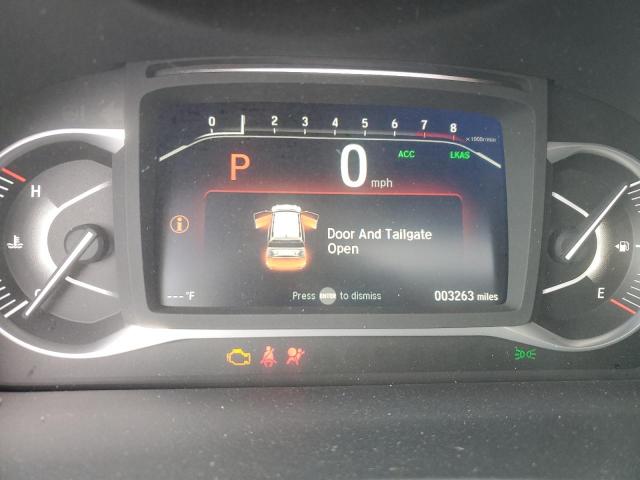 0 2 3 4 5 6 7 8
x1000r/min
ACC LKAS
P 0 mph
H
Door And Tailgate
Open
C
E
---°F
Press ENTER to dismiss
003263 miles